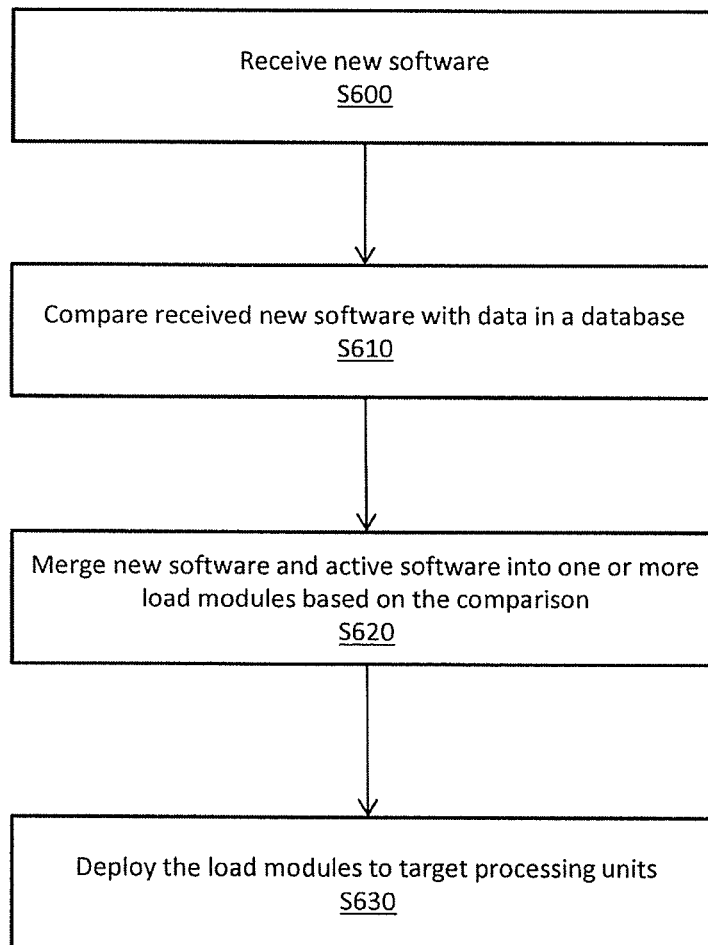 Receive new software
S600
Compare received new software with data in a database
S610
Merge new software and active software into one or more
load modules based on the comparison
S620
Deploy the load modules to target processing units
S630